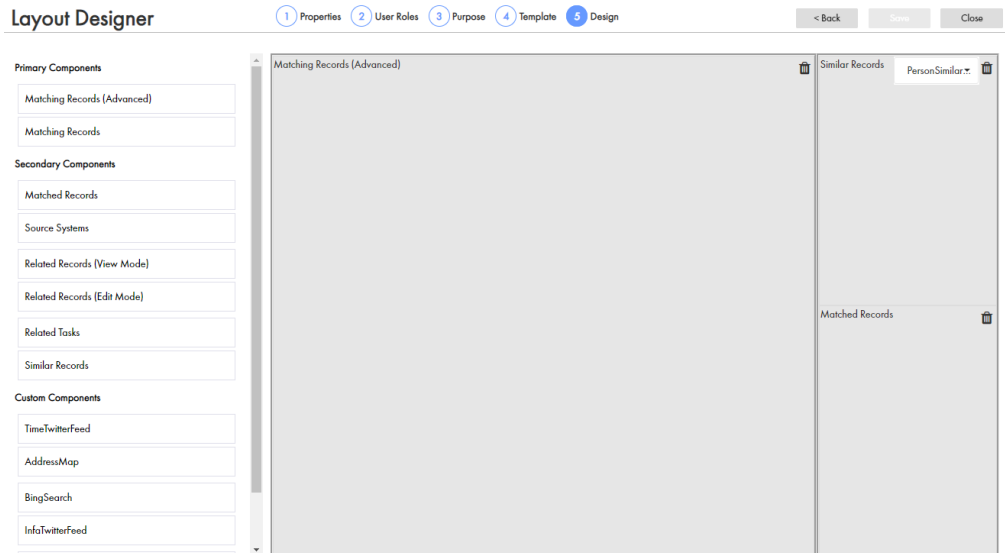 Layout Designer
1 Properties 2 User Roles 3 Purpose 4 Template 5 Design
< Back Save Close
Primary Components
Matching Records (Advanced)
Matching Records
Secondary Components
Matched Records
Source Systems
Related Records (View Mode)
Related Records (Edit Mode)
Related Tasks
Similar Records
Custom Components
TimeTwitterFeed
AddressMap
BingSearch
InfaTwitterFeed
Matching Records (Advanced)
Similar Records PersonSimilar...
Matched Records